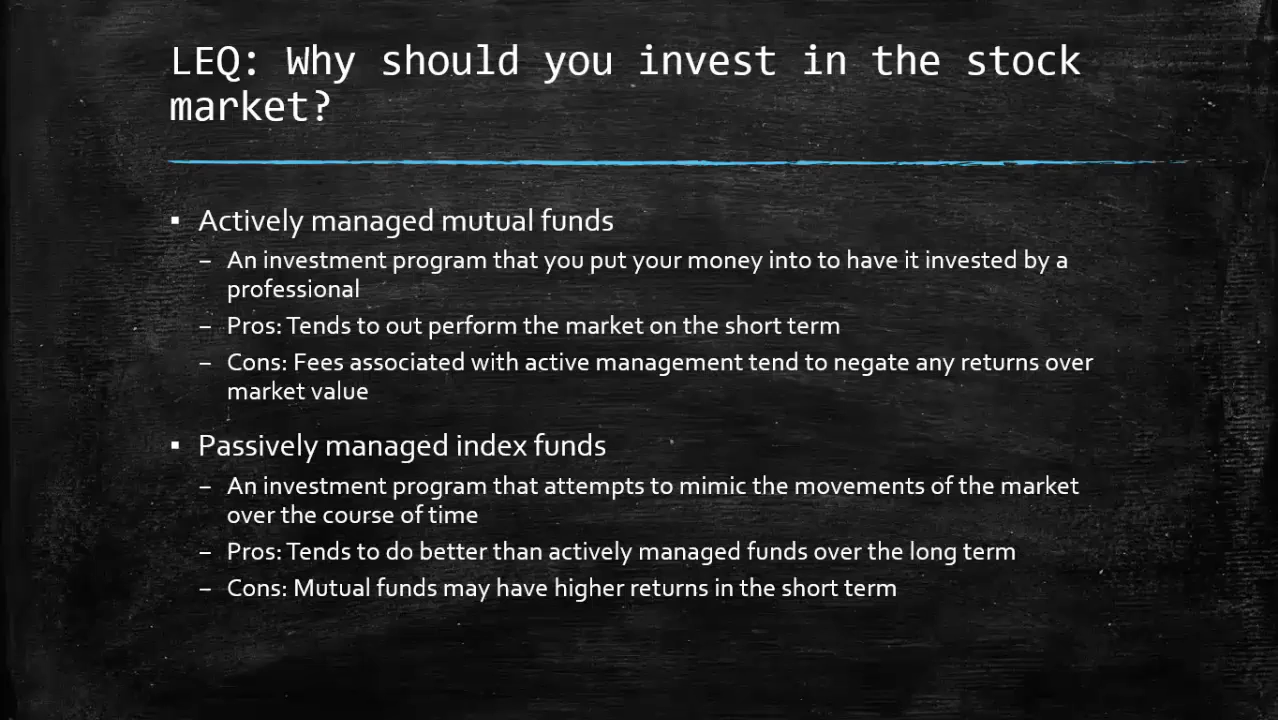 LEQ: Why should you invest in the stock
market?
▪ Actively managed mutual funds
– An investment program that you put your money into to have it invested by a
professional
– Pros: Tends to out perform the market on the short term
– Cons: Fees associated with active management tend to negate any returns over
market value
▪ Passively managed index funds
– An investment program that attempts to mimic the movements of the market
over the course of time
– Pros: Tends to do better than actively managed funds over the long term
– Cons: Mutual funds may have higher returns in the short term